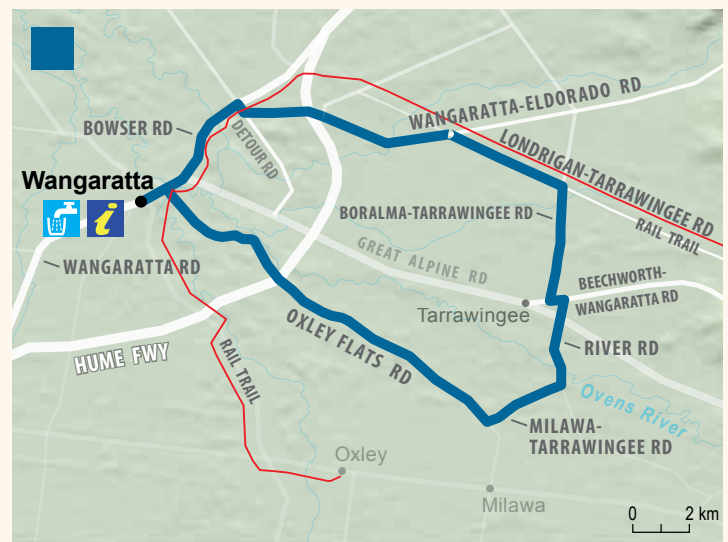 WANGARATTA-ELDORADO RD
BOWSER RD
DETOUR RD
LONDRIGAN-TARRAWINGEE RD
RAIL TRAIL
Wangaratta
i
BORALMA-TARRAWINGEE RD
GREAT ALPINE RD
WANGARATTA RD
BEECHWORTH-
WANGARATTA RD
Tarrawingee
OXLEY FLATS RD
RIVER RD
HUME FWY
RAIL TRAIL
Ovens River
MILAWA-
TARRAWINGEE RD
Oxley
Milawa
0 2 km